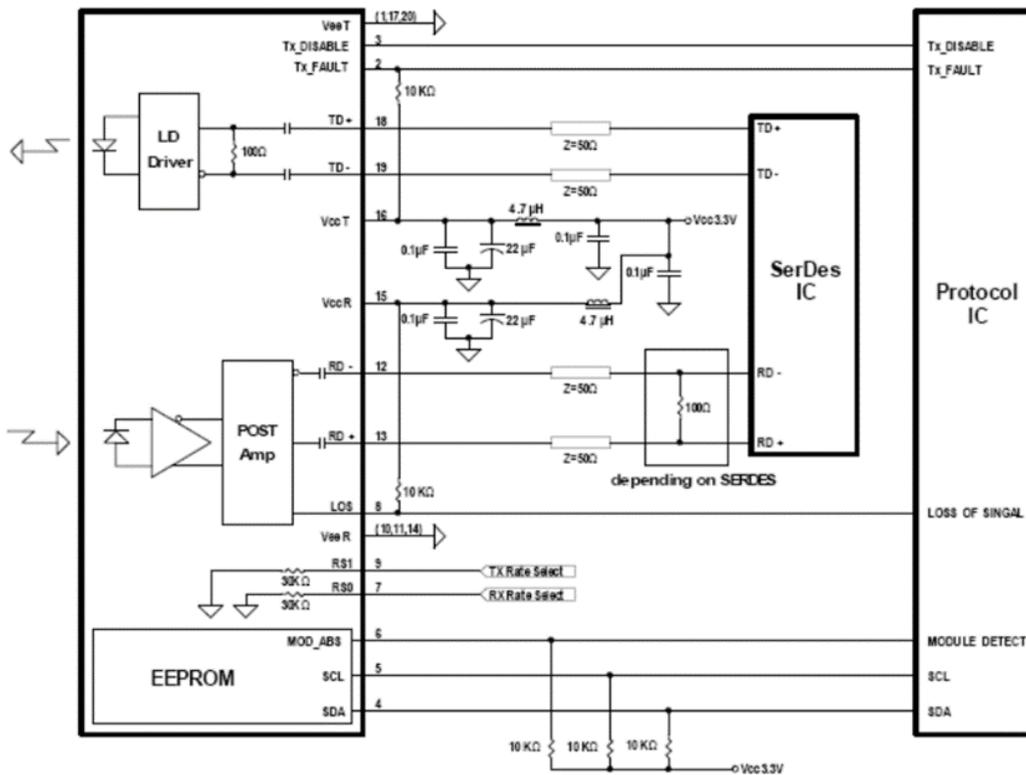 VeeT (1,17,20)
Tx_DISABLE 3 Tx_DISABLE
Tx_FAULT 2 Tx_FAULT
10 KΩ
LD
Driver
100Ω
TD+ 18 Z=50Ω TD+
TD- 19 Z=50Ω TD-
VccT 16 4.7 μH Vcc3.3V
0.1μF 22 μF 0.1μF 0.1μF
SerDes
IC
Protocol
IC
VccR 15
0.1μF 22 μF 4.7 μH
RD - 12 Z=50Ω RD -
100Ω
POST
Amp
RD + 13 Z=50Ω RD +
depending on SERDES
10 KΩ
LOS 8 LOSS OF SINGAL
VeeR (10,11,14)
RS1 9 TX Rate Select
30KΩ
RS0 7 RX Rate Select
30KΩ
MOD_ABS 6 MODULE DETECT
EEPROM
SCL 5 SCL
SDA 4 SDA
10 KΩ 10 KΩ 10 KΩ
Vcc3.3V